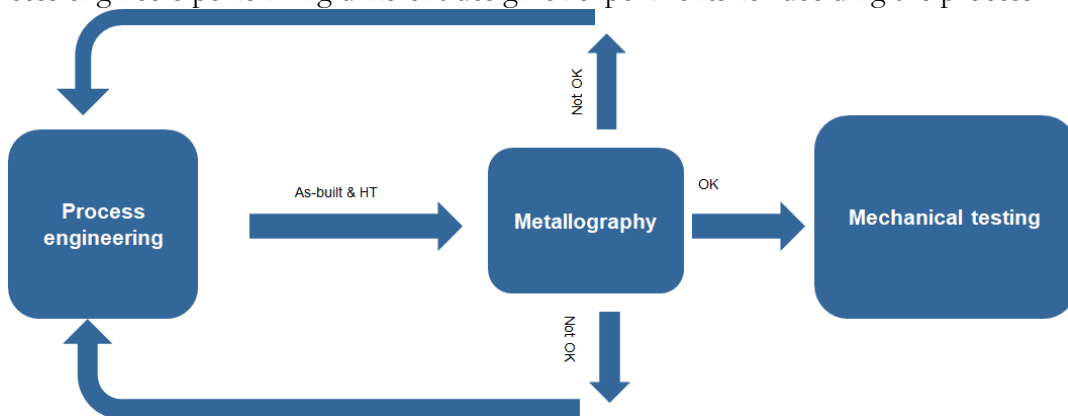 Not OK
As-built & HT
OK
Process
engineering
Metallography
Mechanical testing
Not OK